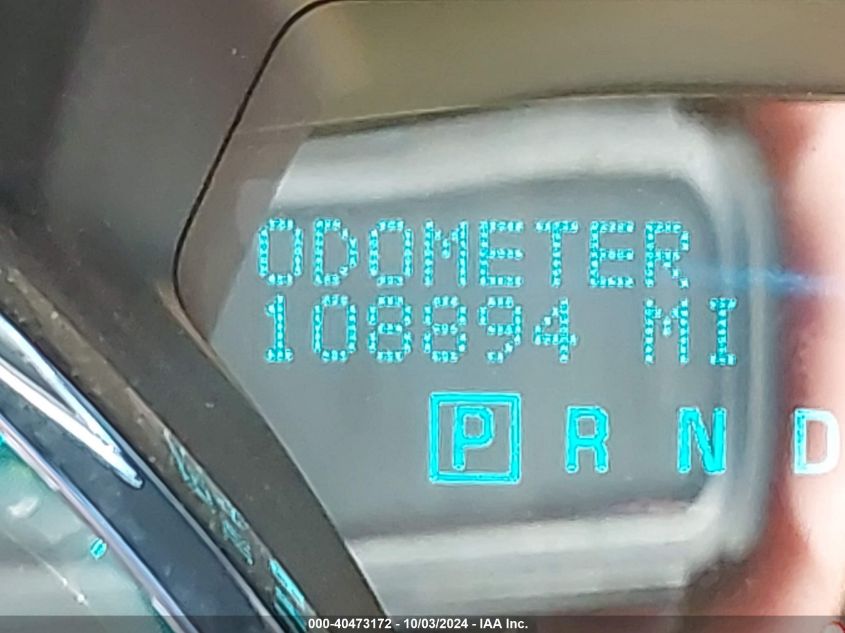 ODOMETER
108894 MI
P R N D
000-40473172 - 10/03/2024 - IAA Inc.